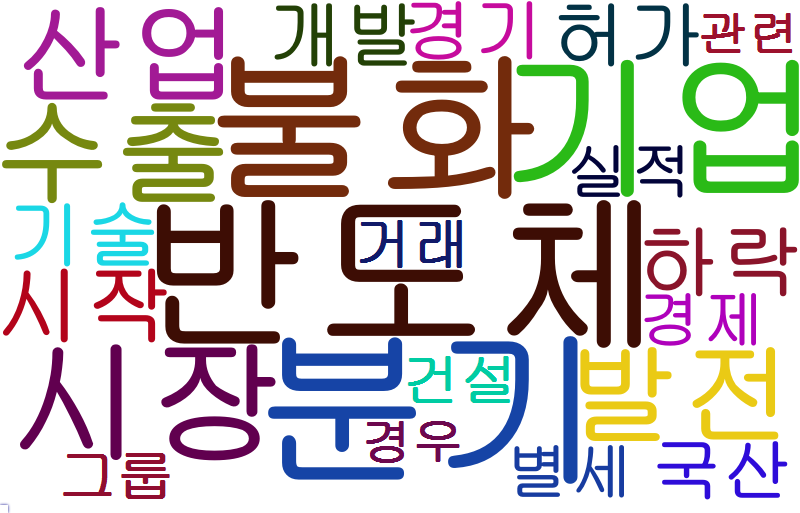 산업 개발 경기 허가 관련
수출 불화 기업
실적
기술 반도체 거래 하락
시작 경제
시장 분기 건설 발전
경우
그룹 별세 국산